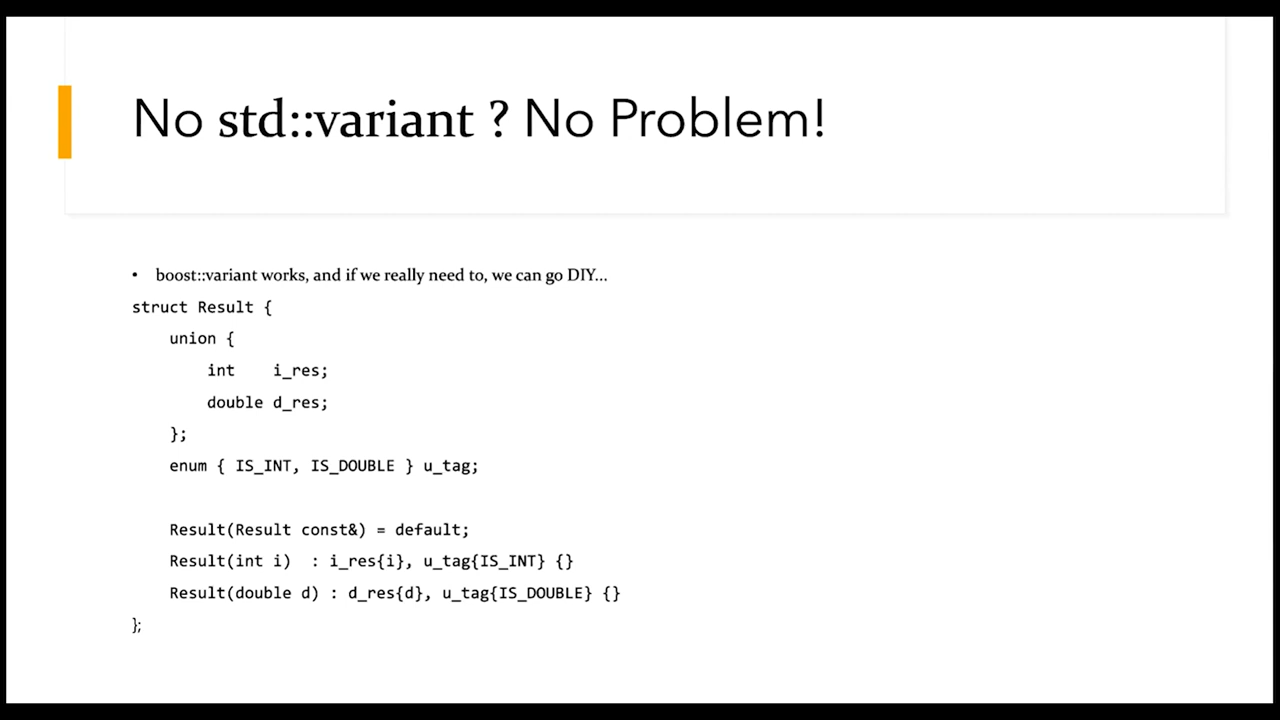 No std::variant ? No Problem!
• boost::variant works, and if we really need to, we can go DIY...
struct Result {
    union {
        int    i_res;
        double d_res;
    };
    enum { IS_INT, IS_DOUBLE } u_tag;
    Result(Result const&) = default;
    Result(int i)  : i_res{i}, u_tag{IS_INT} {}
    Result(double d) : d_res{d}, u_tag{IS_DOUBLE} {}
};